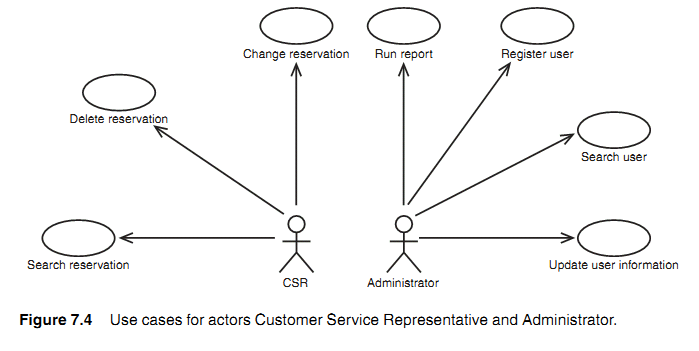 Change reservation
Run report
Register user
Delete reservation
Search user
Search reservation
Update user information
CSR
Administrator
Figure 7.4 Use cases for actors Customer Service Representative and Administrator.